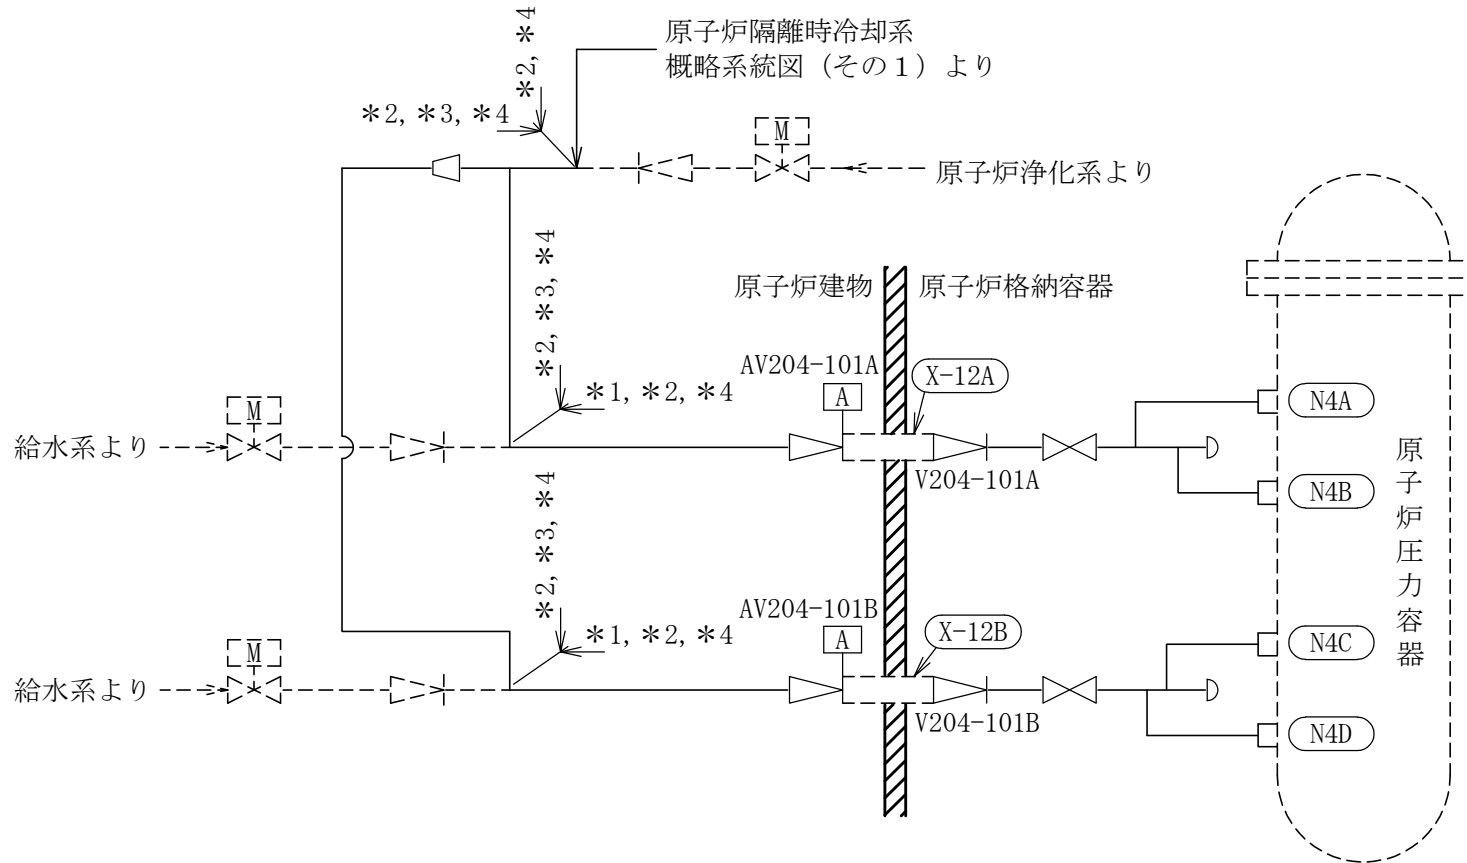 *2, *4
原子炉隔離時冷却系
概略系統図（その１）より
*2, *3, *4
M
原子炉浄化系より
*2, *3, *4
原子炉建物
原子炉格納容器
AV204-101A
X-12A
*1, *2, *4
A
M
N4A
給水系より
V204-101A
N4B
原子炉圧力容器
*2, *3, *4
AV204-101B
X-12B
*1, *2, *4
A
M
N4C
給水系より
V204-101B
N4D